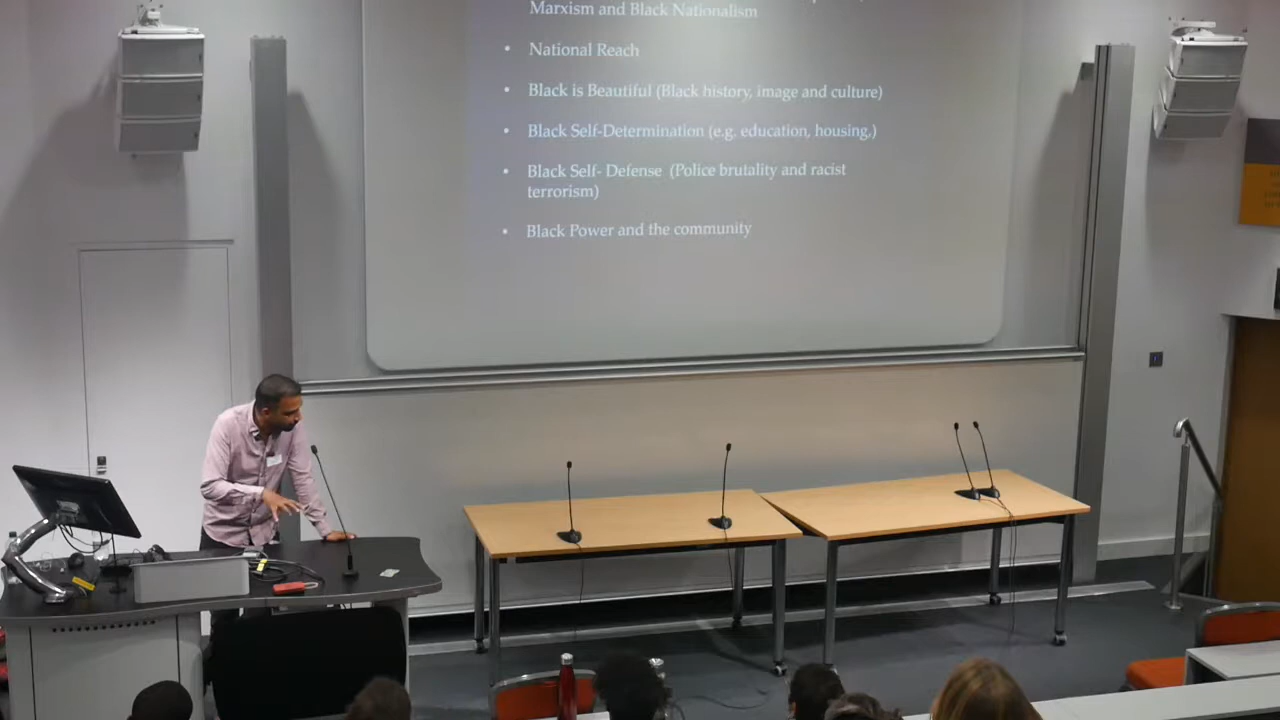 Marxism and Black Nationalism
• National Reach
• Black is Beautiful (Black history, image and culture)
• Black Self-Determination (e.g. education, housing,)
• Black Self- Defense (Police brutality and racist
terrorism)
• Black Power and the community